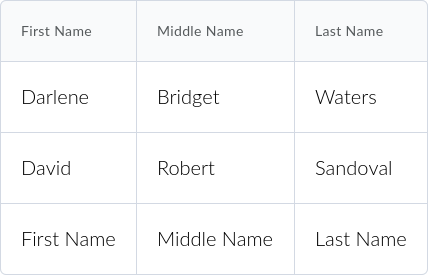 First Name Middle Name Last Name
Darlene Bridget Waters
David Robert Sandoval
First Name Middle Name Last Name